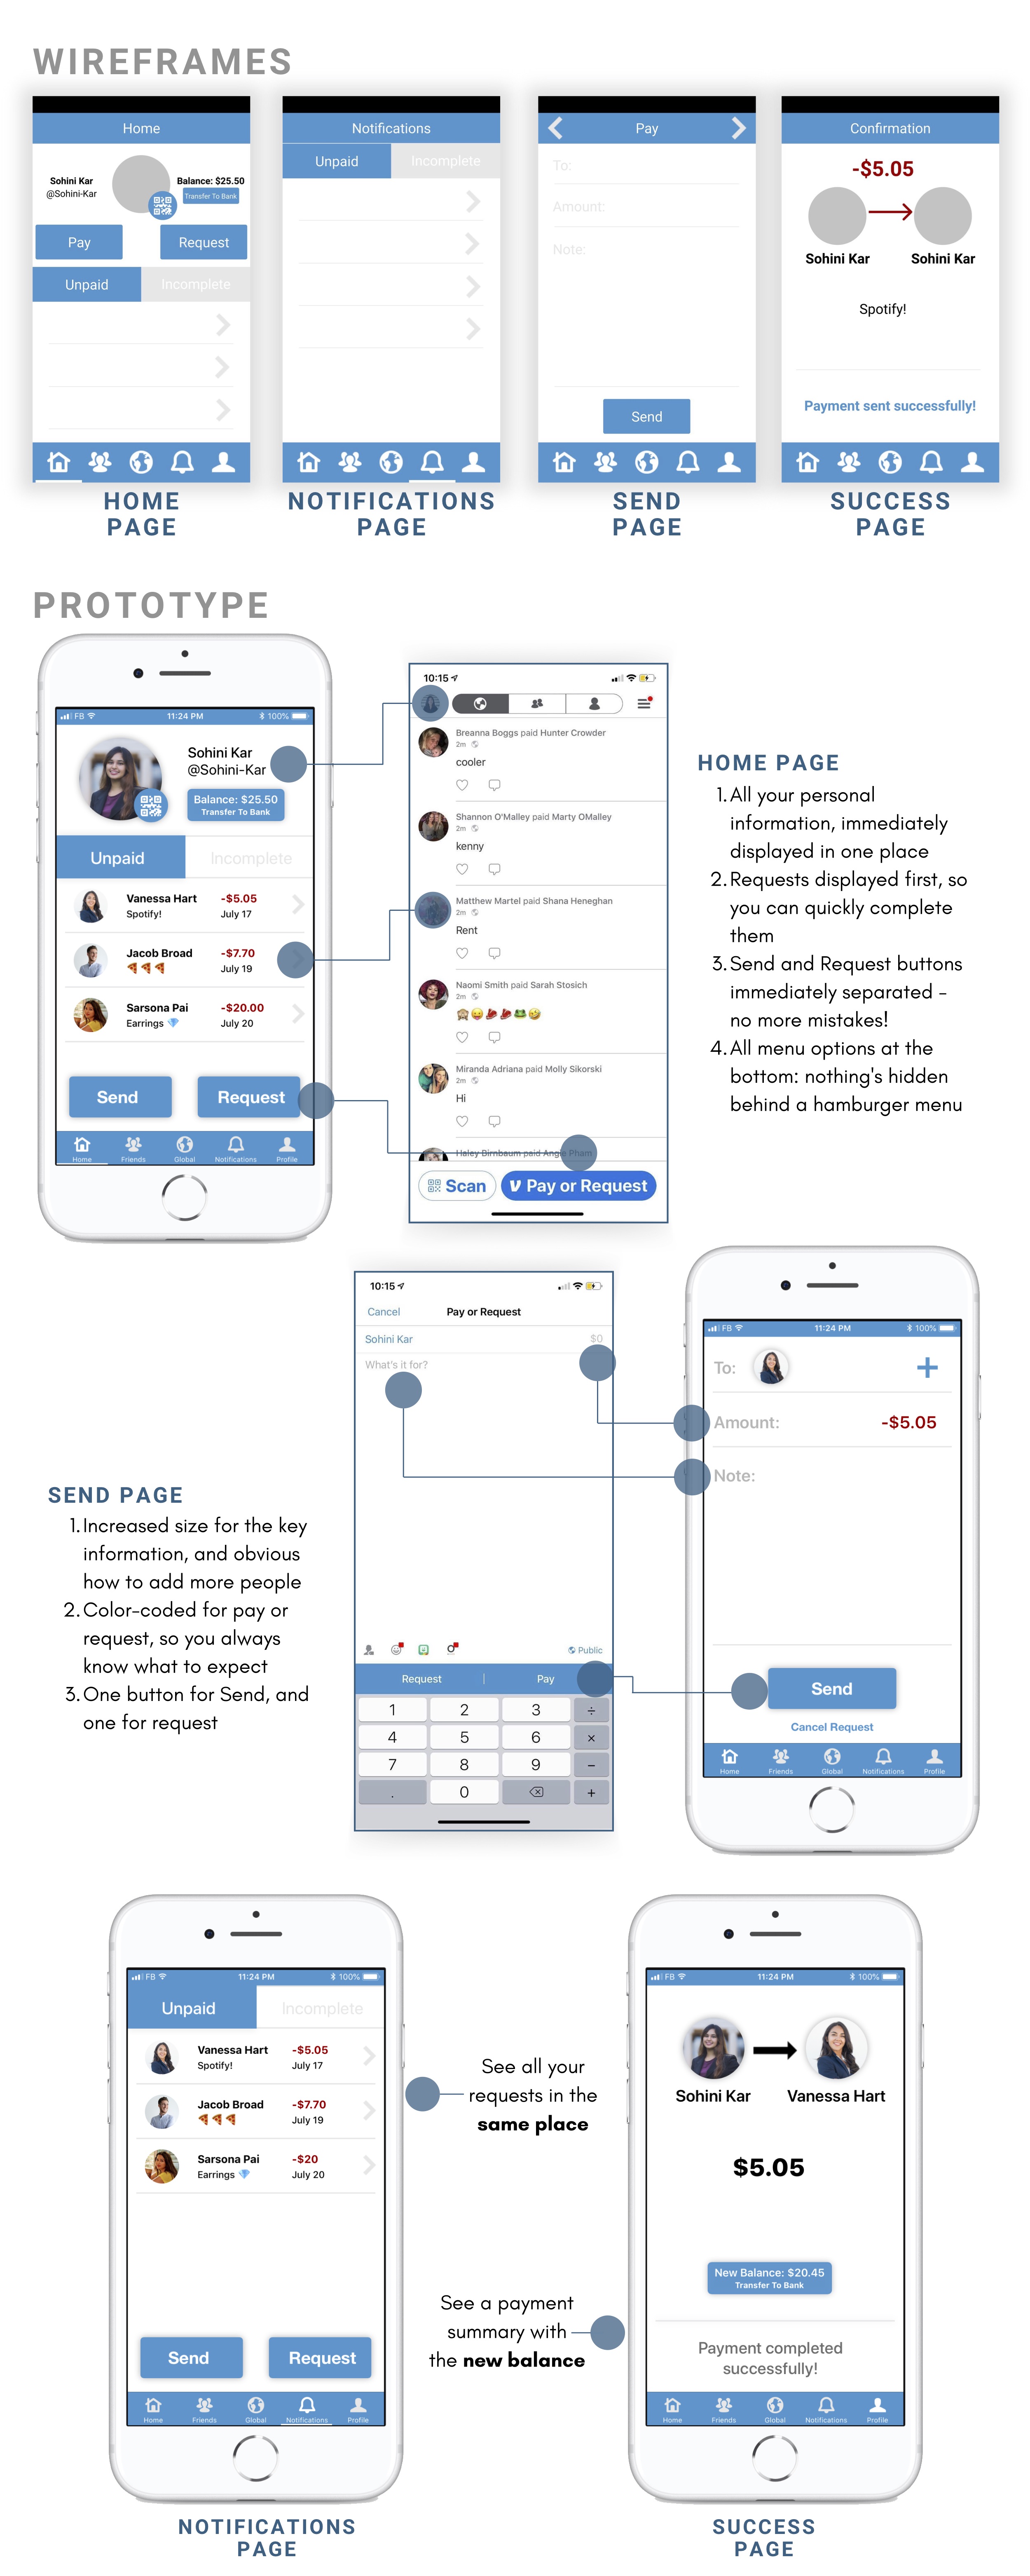 WIREFRAMES
Home
Sohini Kar
@Sohini-Kar
Balance: $25.50
Transfer To Bank
Pay
Request
Unpaid
Incomplete
HOME
PAGE
Notifications
Unpaid
Incomplete
NOTIFICATIONS
PAGE
Pay
To:
Amount:
Note:
Send
SEND
PAGE
Confirmation
-$5.05
Sohini Kar
Sohini Kar
Spotify!
Payment sent successfully!
SUCCESS
PAGE
PROTOTYPE
FB
11:24 PM
100%
Sohini Kar
@Sohini-Kar
Balance: $25.50
Transfer To Bank
Unpaid
Incomplete
Vanessa Hart -$5.05
Spotify! July 17
Jacob Broad -$7.70
🍕🍕🍕 July 19
Sarsona Pai -$20.00
Earrings 💎 July 20
Send
Request
Home
Friends
Global
Notifications
Profile
10:15
Breanna Boggs paid Hunter Crowder
2m
cooler
Shannon O'Malley paid Marty OMalley
2m
kenny
Matthew Martel paid Shana Heneghan
2m
Rent
Naomi Smith paid Sarah Stosich
2m
Miranda Adriana paid Molly Sikorski
2m
Hi
Haley Birnbaum paid Angie Pham
Scan
Pay or Request
HOME PAGE
1. All your personal
information, immediately
displayed in one place
2. Requests displayed first, so
you can quickly complete
them
3. Send and Request buttons
immediately separated -
no more mistakes!
4. All menu options at the
bottom: nothing's hidden
behind a hamburger menu
SEND PAGE
1. Increased size for the key
information, and obvious
how to add more people
2. Color-coded for pay or
request, so you always
know what to expect
3. One button for Send, and
one for request
10:15
Cancel
Pay or Request
Sohini Kar
$0
What's it for?
Public
Request
Pay
1 2 3 ÷
4 5 6 ×
7 8 9 −
. 0 +
FB
11:24 PM
100%
To:
+
Amount: -$5.05
Note:
Send
Cancel Request
Home
Friends
Global
Notifications
Profile
FB
11:24 PM
100%
Unpaid
Incomplete
Vanessa Hart -$5.05
Spotify! July 17
Jacob Broad -$7.70
🍕🍕🍕 July 19
Sarsona Pai -$20
Earrings 💎 July 20
Send
Request
Home
Friends
Global
Notifications
Profile
NOTIFICATIONS
PAGE
See all your
requests in the
same place
See a payment
summary with
the new balance
FB
11:24 PM
100%
Sohini Kar
Vanessa Hart
$5.05
New Balance: $20.45
Transfer To Bank
Payment completed
successfully!
Home
Friends
Global
Notifications
Profile
SUCCESS
PAGE